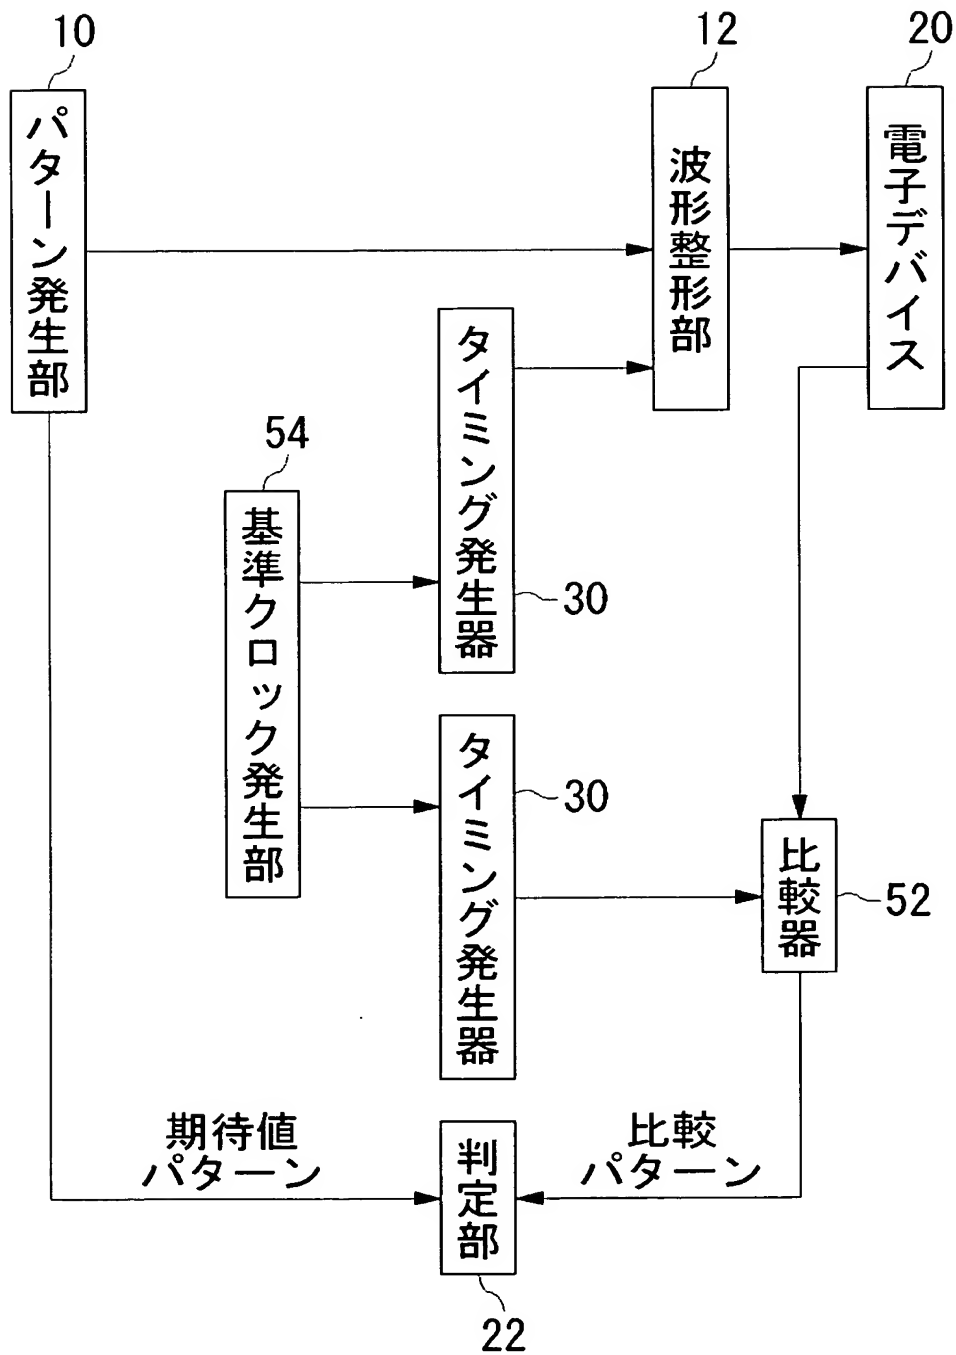 10
12
20
パターン発生部
波形整形部
電子デバイス
タイミング発生器
30
54
基準クロック発生部
タイミング発生器
30
比較器
52
期待値
パターン
比較
パターン
判定部
22